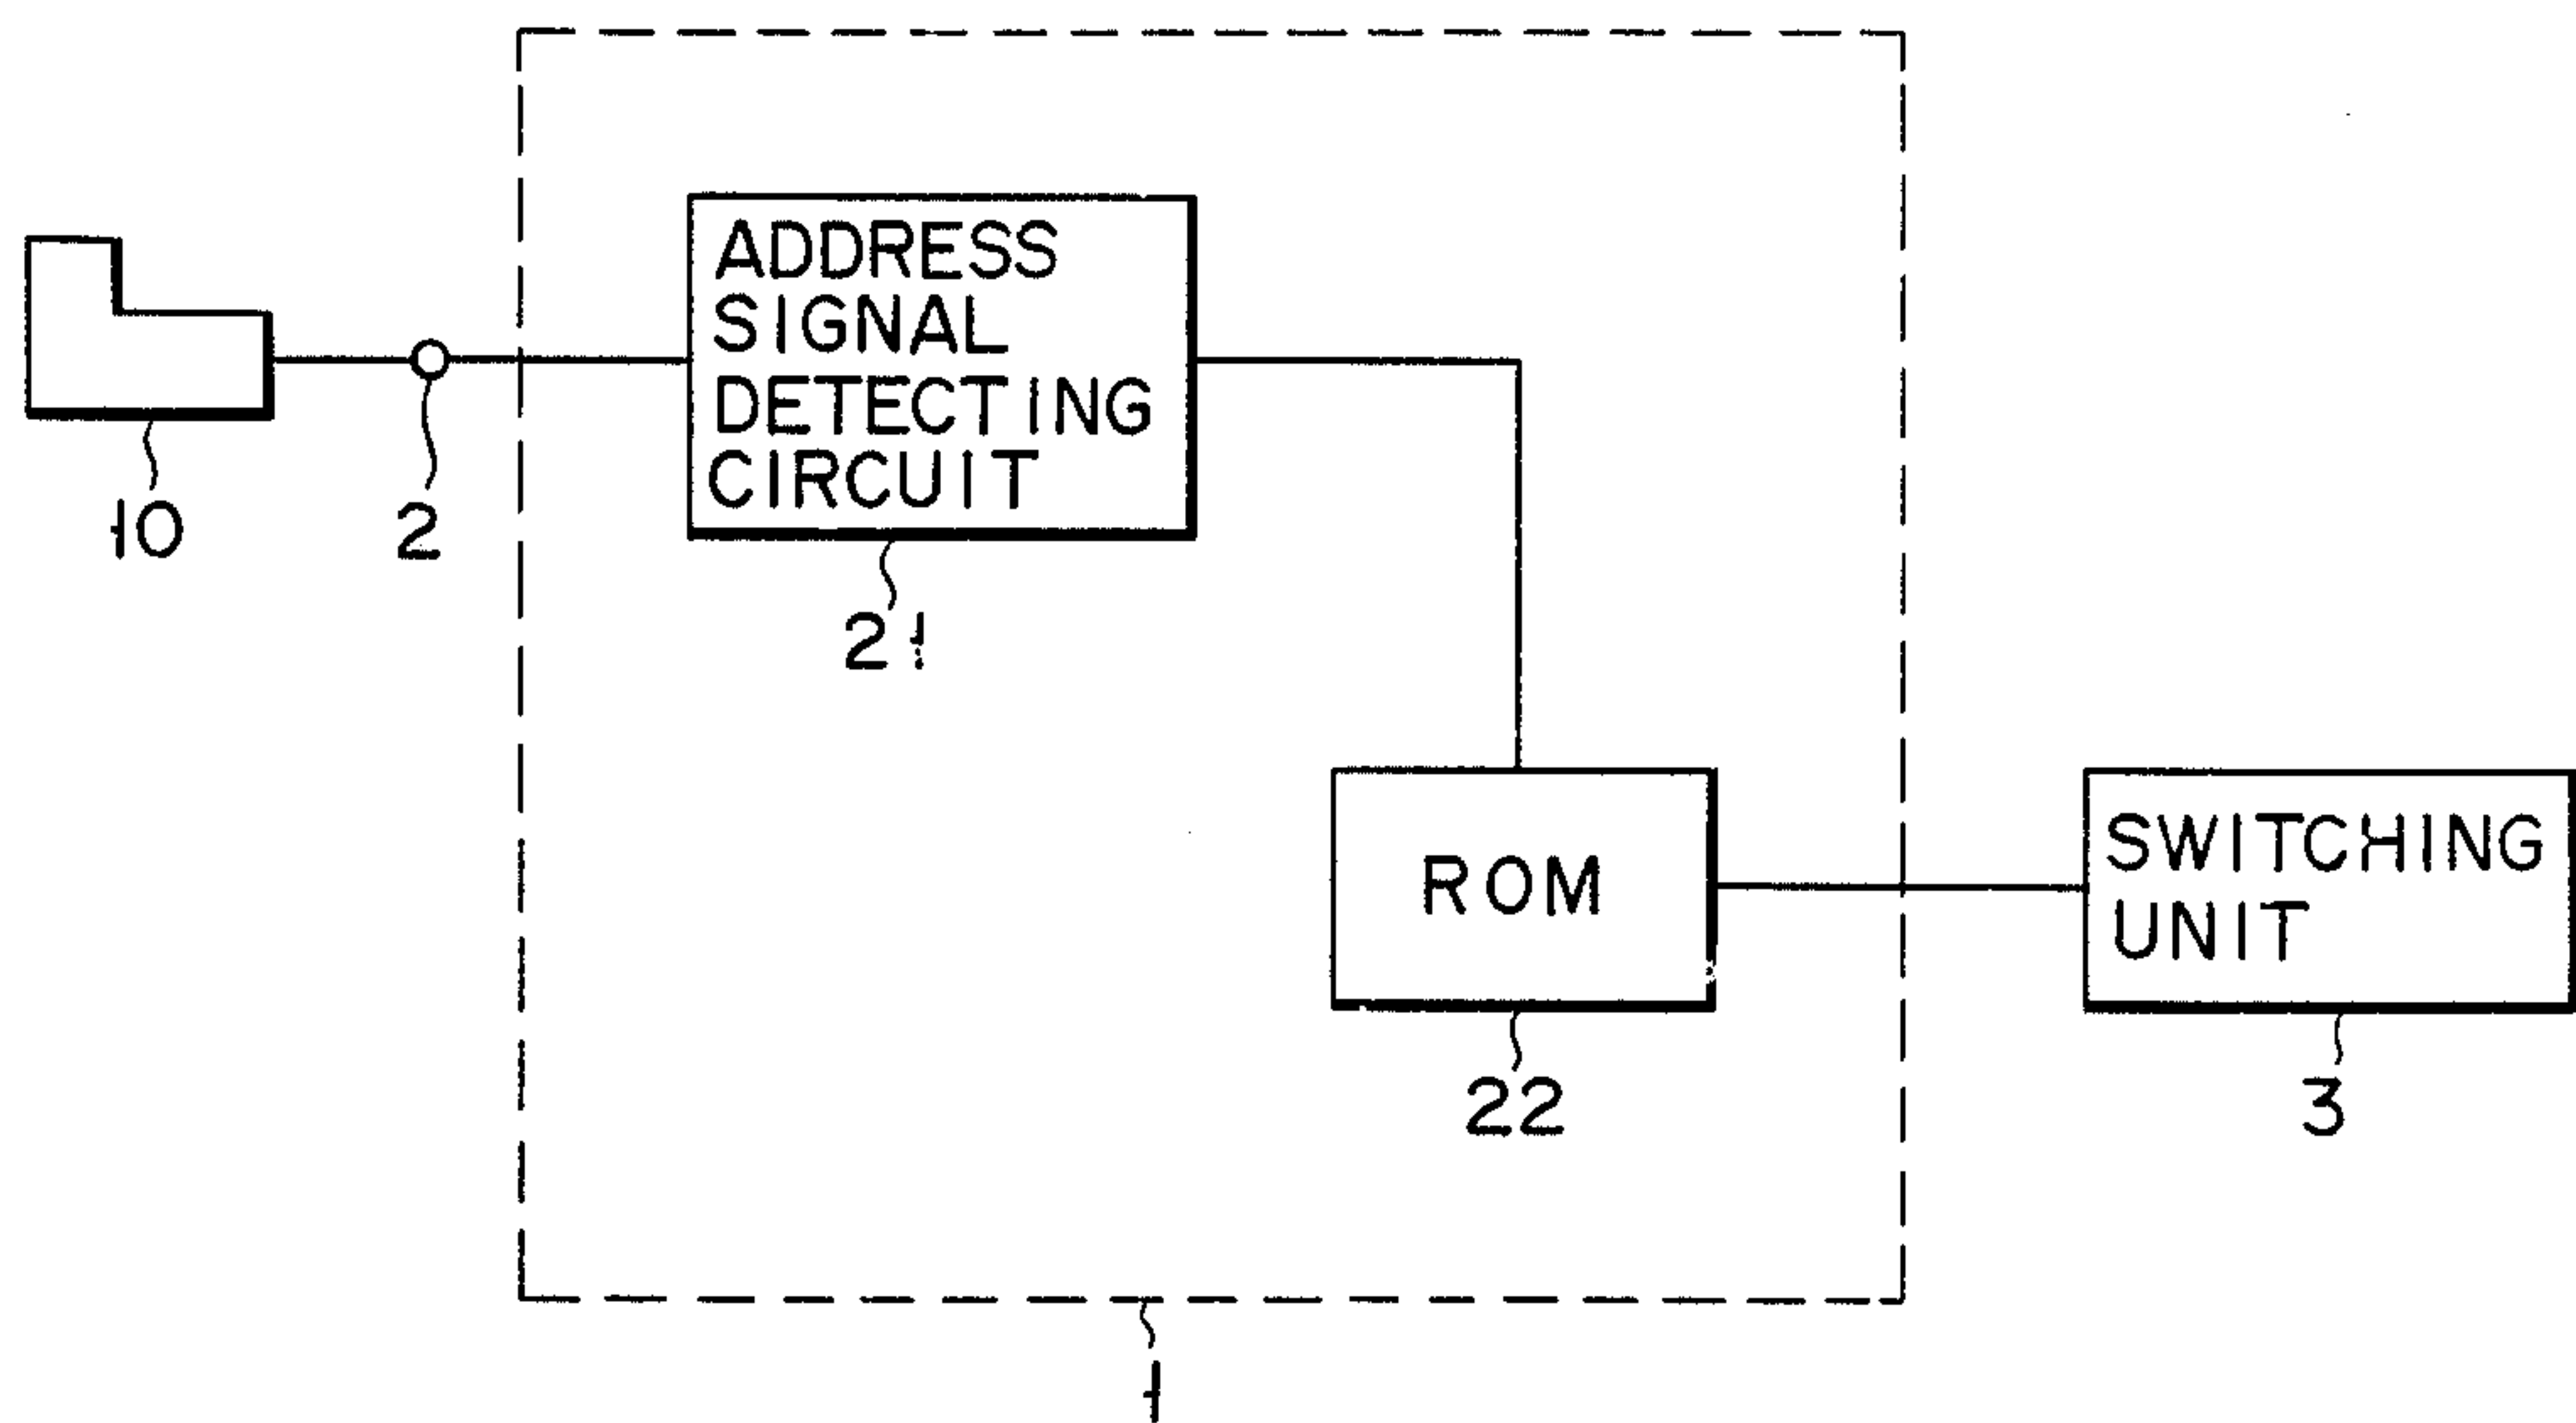 ADDRESS
SIGNAL
DETECTING
CIRCUIT
10
2
21
ROM
SWITCHING
UNIT
22
3
1